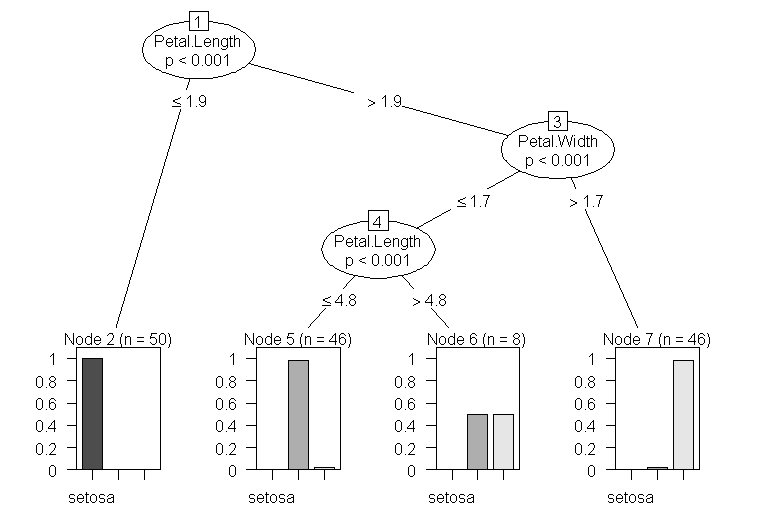 1
Petal.Length
p < 0.001
≤ 1.9
> 1.9
3
Petal.Width
p < 0.001
≤ 1.7
> 1.7
4
Petal.Length
p < 0.001
≤ 4.8
> 4.8
Node 2 (n = 50)
1
0.8
0.6
0.4
0.2
0
setosa
Node 5 (n = 46)
1
0.8
0.6
0.4
0.2
0
setosa
Node 6 (n = 8)
1
0.8
0.6
0.4
0.2
0
setosa
Node 7 (n = 46)
1
0.8
0.6
0.4
0.2
0
setosa